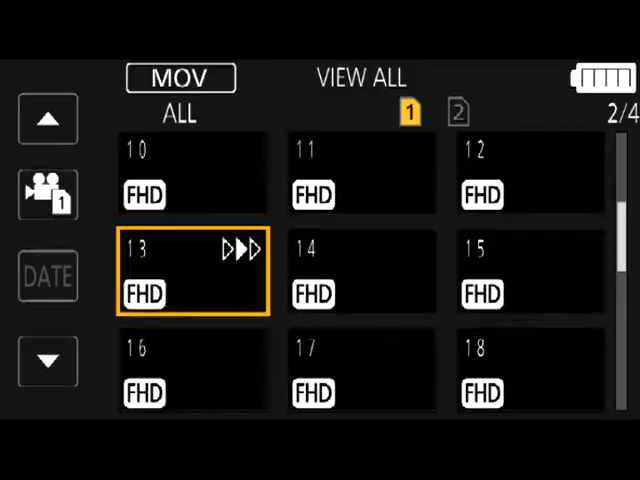 MOV VIEW ALL
ALL 1 2 2/4
10 11 12
FHD FHD FHD
1
DATE
13 14 15
FHD FHD FHD
16 17 18
FHD FHD FHD